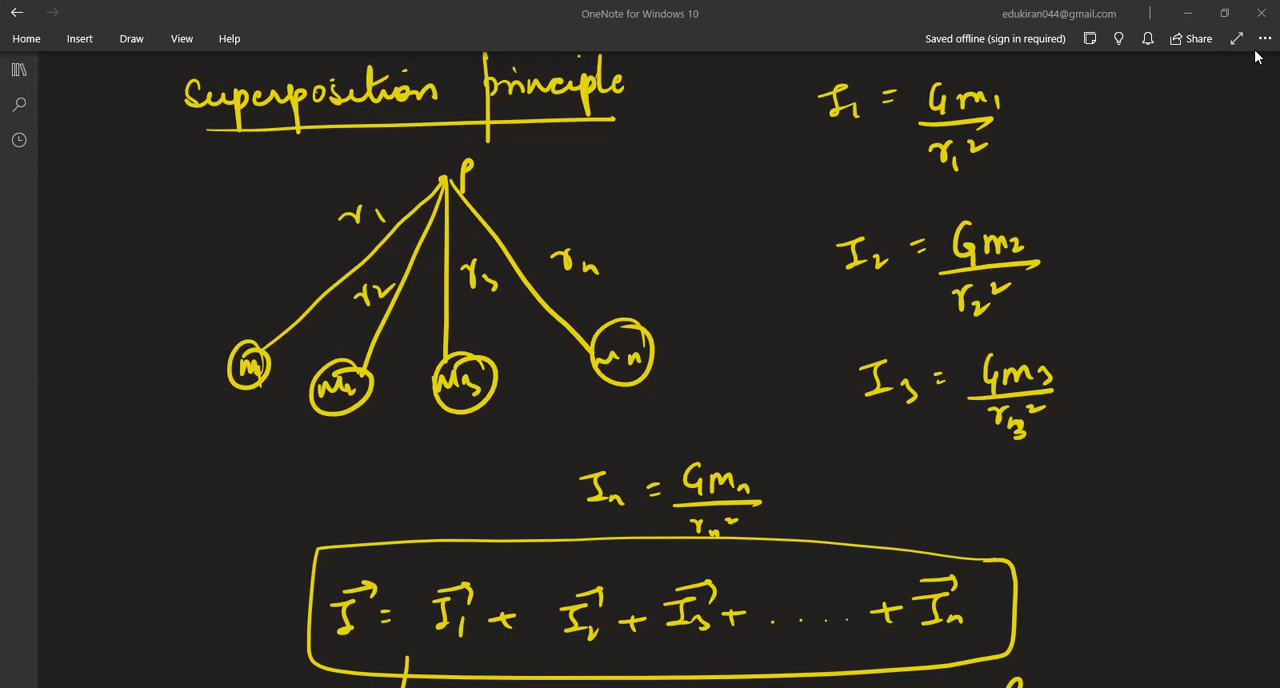 OneNote for Windows 10
edukiran044@gmail.com
Home Insert Draw View Help
Saved offline (sign in required) Share
Superposition principle
P
r1
r2
r3
rn
m1
m2
m3
mn
I1 = Gm1 / r1²
I2 = Gm2 / r2²
I3 = Gm3 / r3²
In = Gmn / rn²
I⃗ = I⃗1 + I⃗2 + I⃗3 + ..... + I⃗n